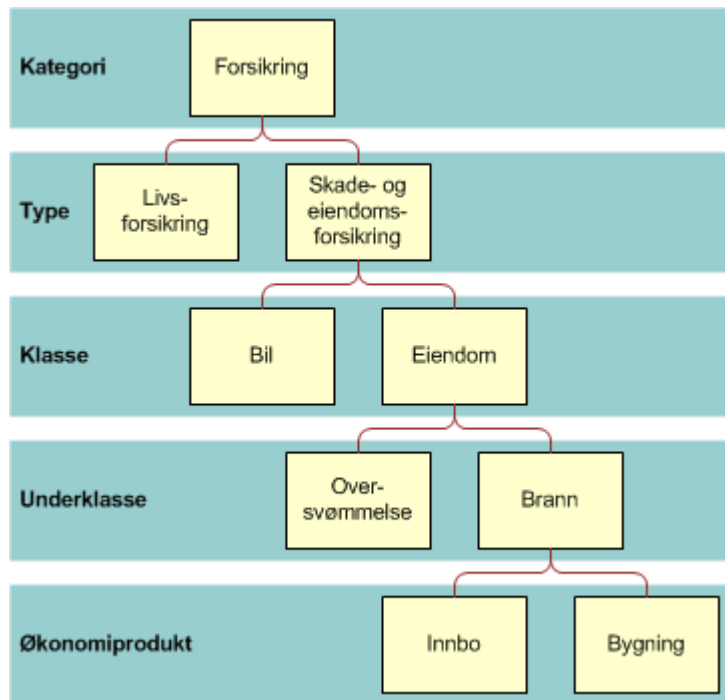 Kategori
Forsikring
Type
Livs-
forsikring
Skade- og
eiendoms-
forsikring
Klasse
Bil
Eiendom
Underklasse
Over-
svømmelse
Brann
Økonomiprodukt
Innbo
Bygning